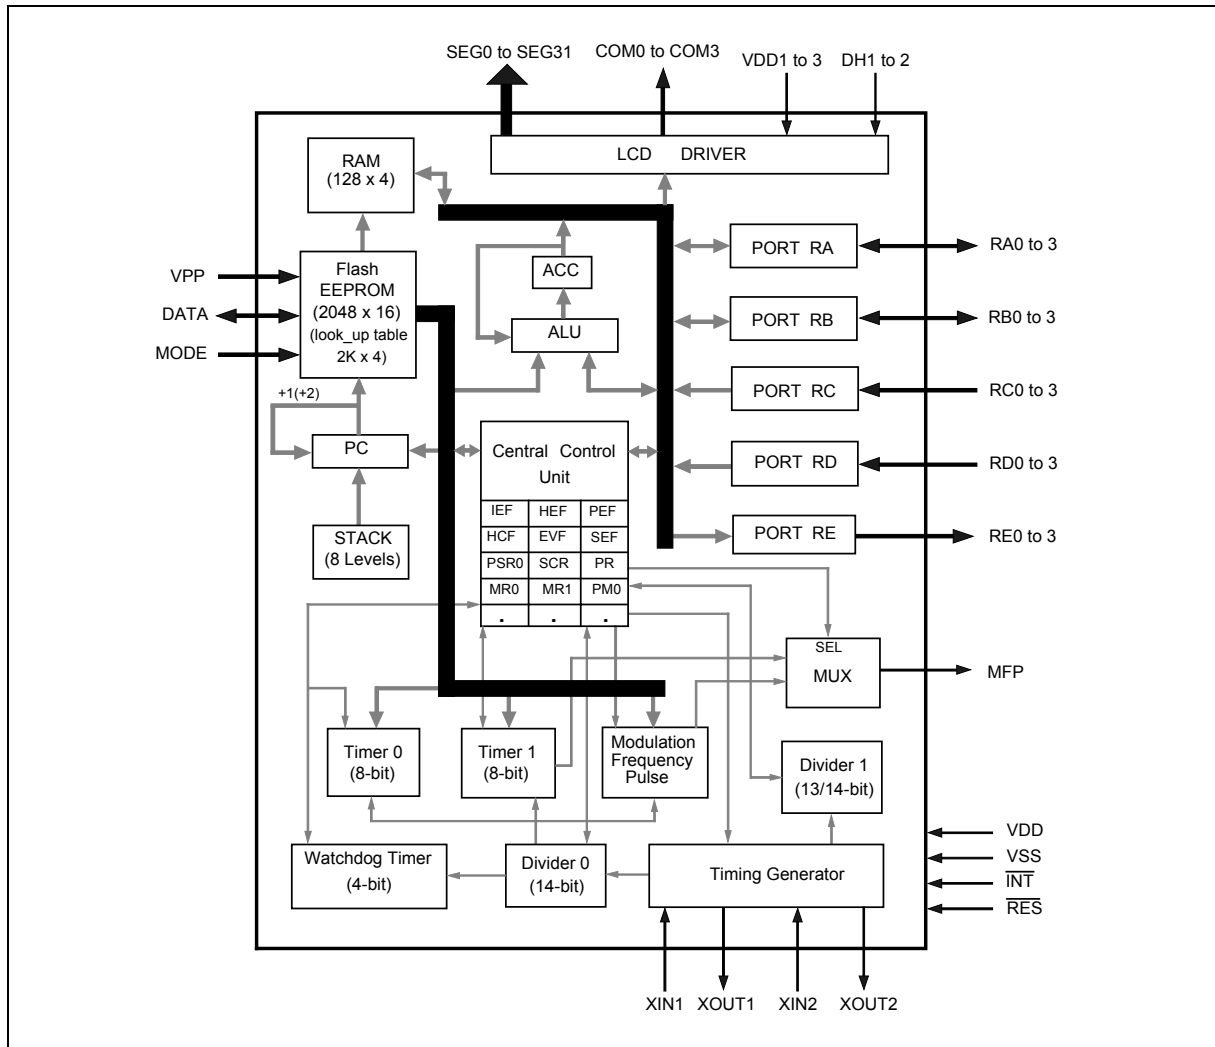 SEG0 to SEG31
COM0 to COM3
VDD1 to 3
DH1 to 2
LCD DRIVER
RAM
(128 x 4)
VPP
DATA
MODE
Flash
EEPROM
(2048 x 16)
(look_up table
2K x 4)
ACC
ALU
PORT RA
RA0 to 3
PORT RB
RB0 to 3
PORT RC
RC0 to 3
PORT RD
RD0 to 3
PORT RE
RE0 to 3
+1(+2)
PC
STACK
(8 Levels)
Central Control
Unit
IEF HEF PEF
HCF EVF SEF
PSR0 SCR PR
MR0 MR1 PM0
. . .
SEL
MUX
MFP
Timer 0
(8-bit)
Timer 1
(8-bit)
Modulation
Frequency
Pulse
Divider 1
(13/14-bit)
Watchdog Timer
(4-bit)
Divider 0
(14-bit)
Timing Generator
VDD
VSS
INT
RES
XIN1
XOUT1
XIN2
XOUT2